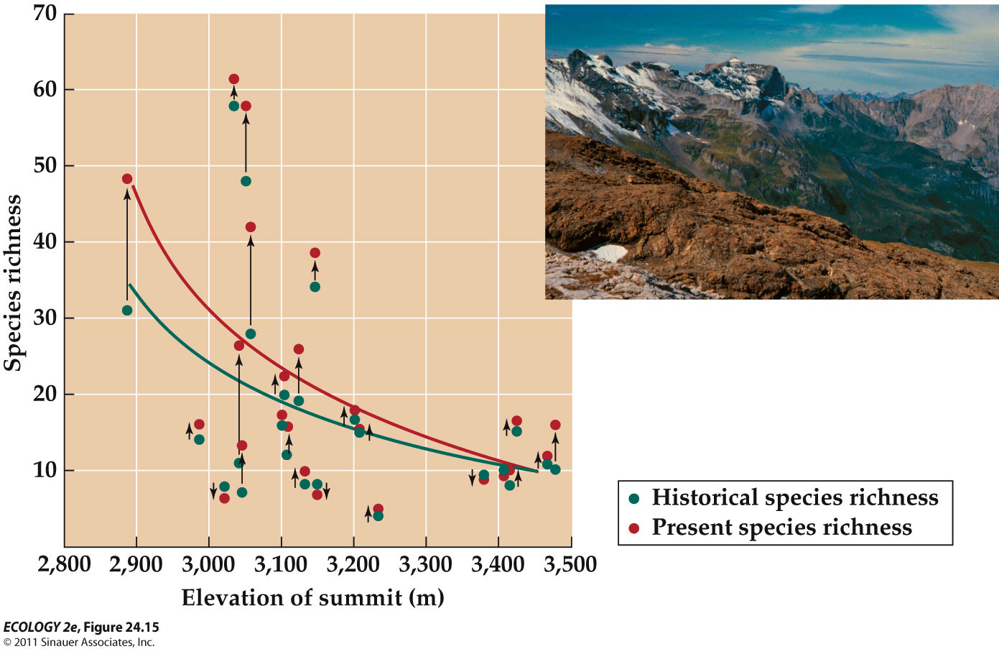 70
60
50
40
30
20
10
Species richness
2,800 2,900 3,000 3,100 3,200 3,300 3,400 3,500
Elevation of summit (m)
Historical species richness
Present species richness
ECOLOGY 2e, Figure 24.15
© 2011 Sinauer Associates, Inc.